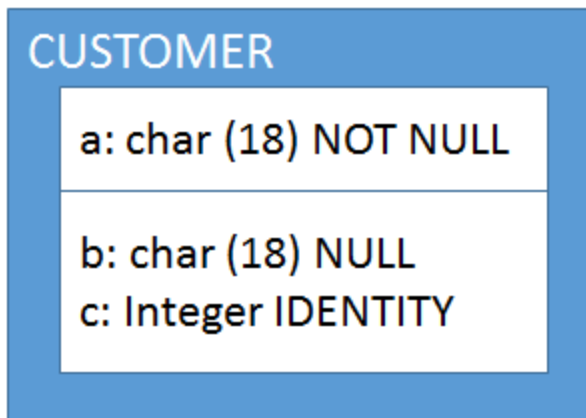 CUSTOMER
a: char (18) NOT NULL
b: char (18) NULL
c: Integer IDENTITY